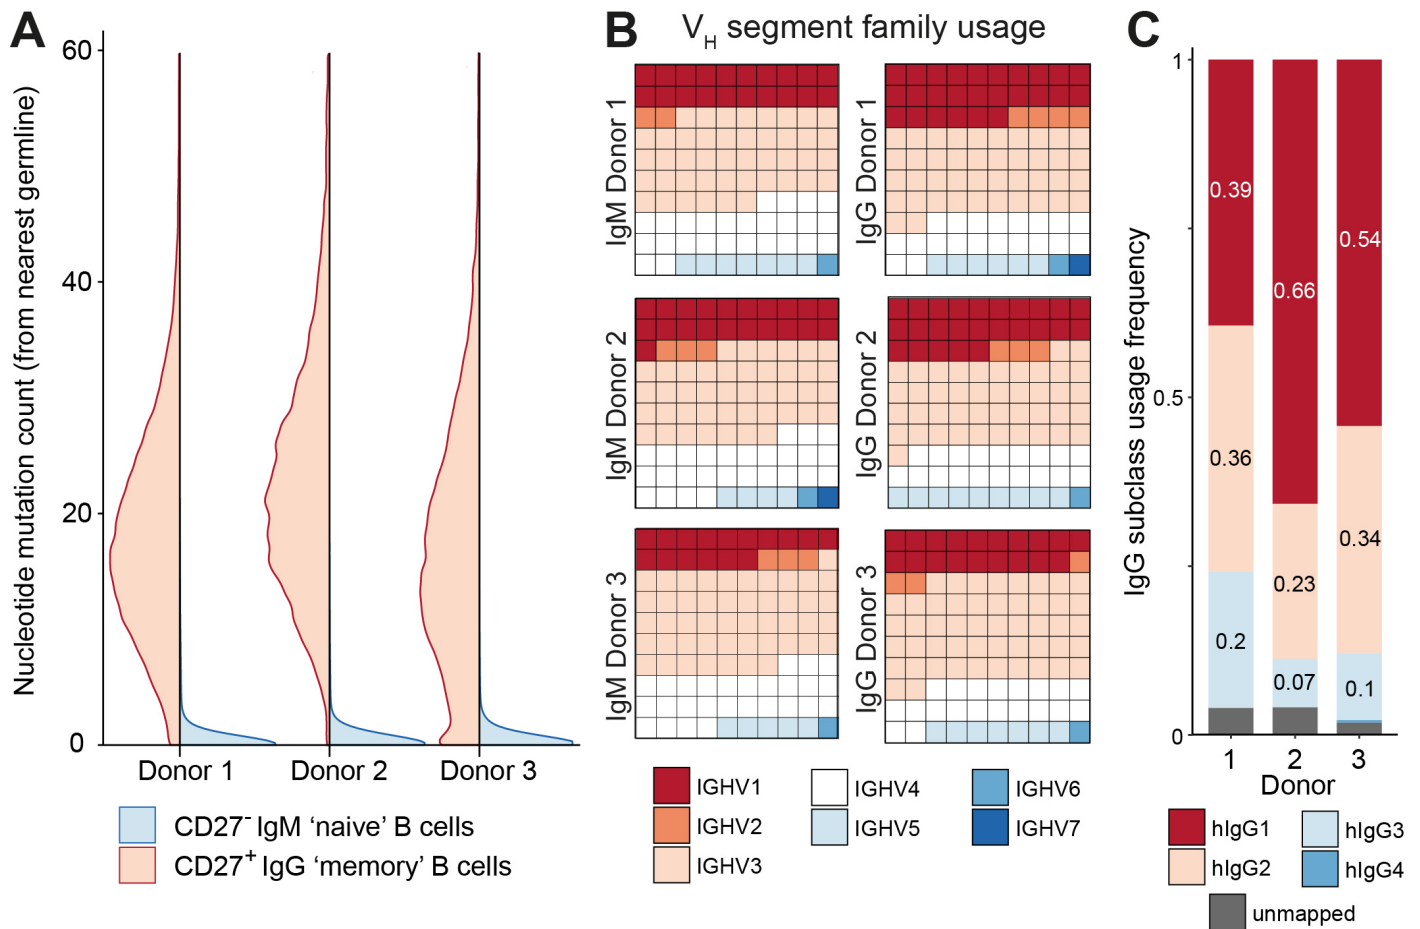 A
Nucleotide mutation count (from nearest germline)
60
40
20
0
Donor 1
Donor 2
Donor 3
CD27- IgM ‘naive’ B cells
CD27+ IgG ‘memory’ B cells
B
VH segment family usage
IgM Donor 1
IgG Donor 1
IgM Donor 2
IgG Donor 2
IgM Donor 3
IgG Donor 3
IGHV1
IGHV2
IGHV3
IGHV4
IGHV5
IGHV6
IGHV7
C
IgG subclass usage frequency
1
0.5
0
0.39
0.36
0.2
0.66
0.23
0.07
0.54
0.34
0.1
1
2
3
Donor
hIgG1
hIgG2
hIgG3
hIgG4
unmapped